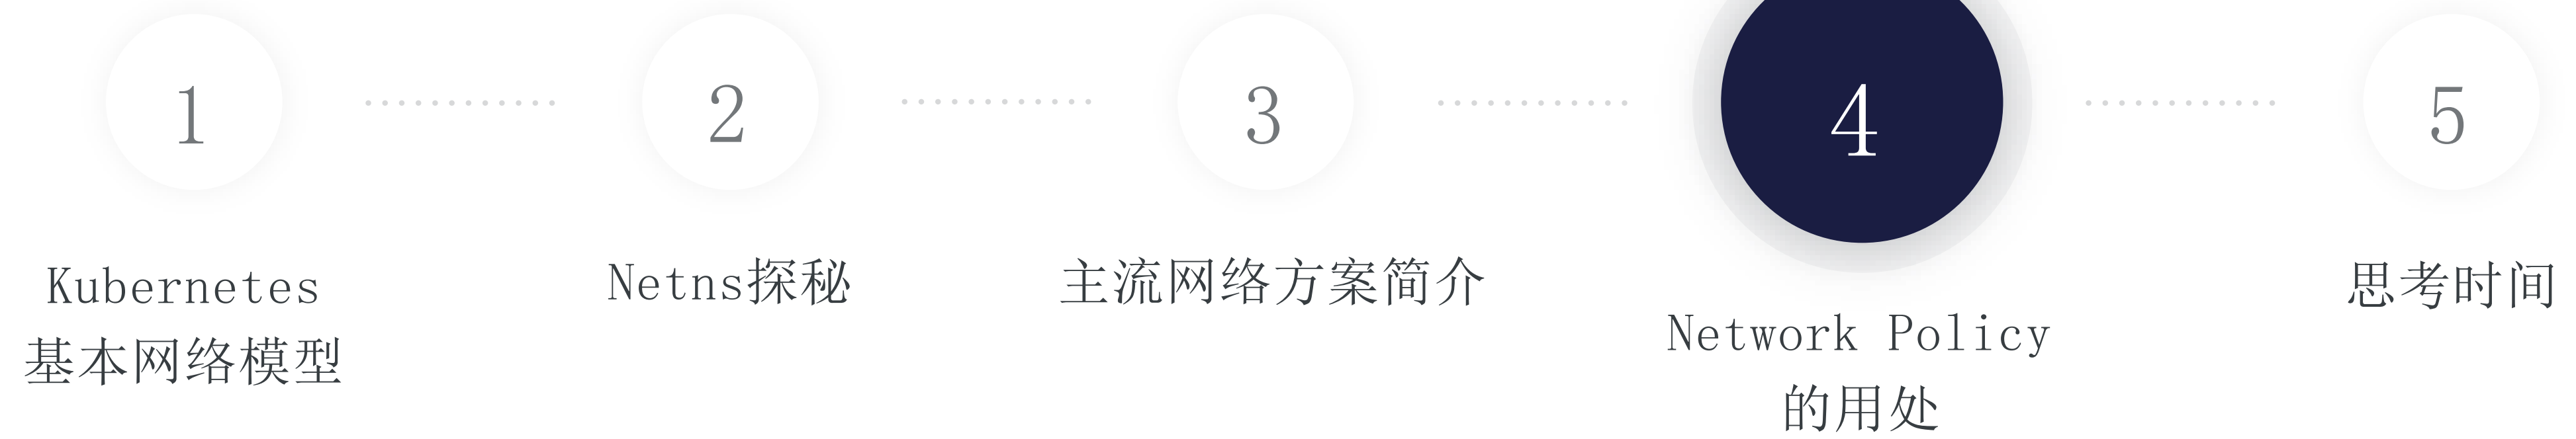 1
2
3
4
5
Kubernetes
基本网络模型
Netns探秘
主流网络方案简介
Network Policy
的用处
思考时间